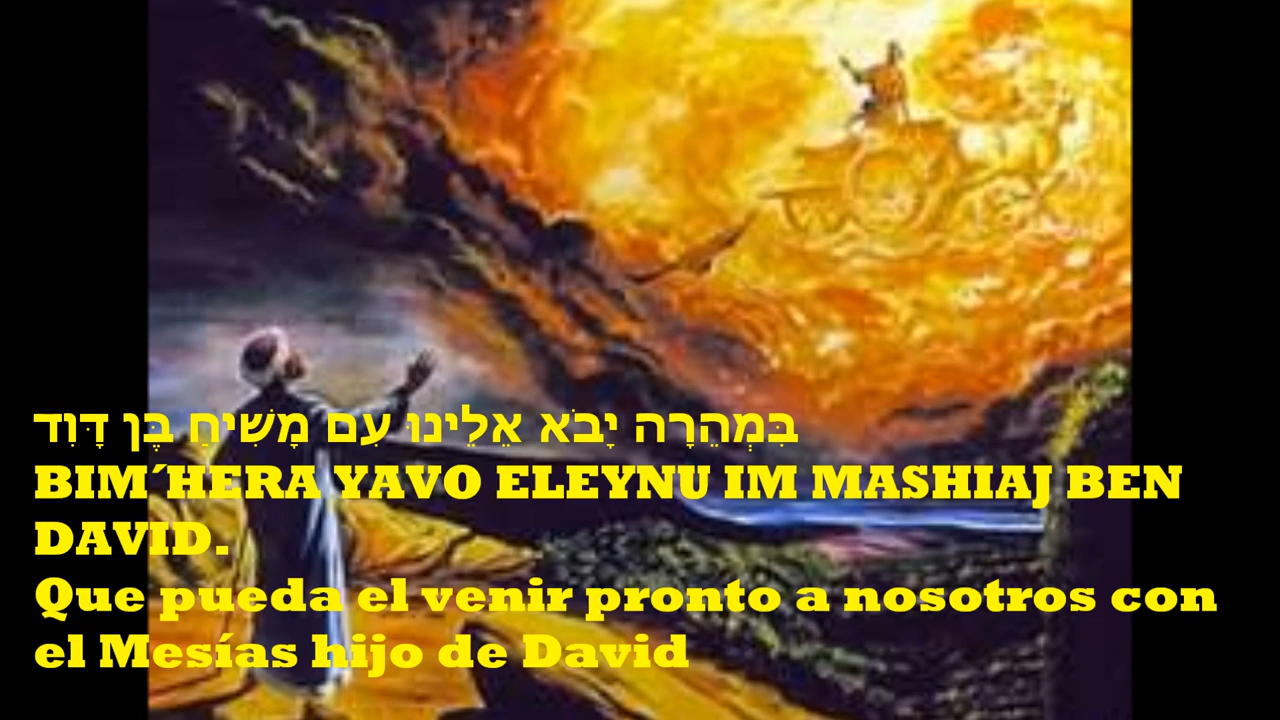 בִּמְהֵרָה יָבֹא אֵלֵינוּ עִם מָשִׁיחַ בֶּן דָּוִד
BIM´HERA YAVO ELEYNU IM MASHIAJ BEN
DAVID.
Que pueda el venir pronto a nosotros con
el Mesías hijo de David